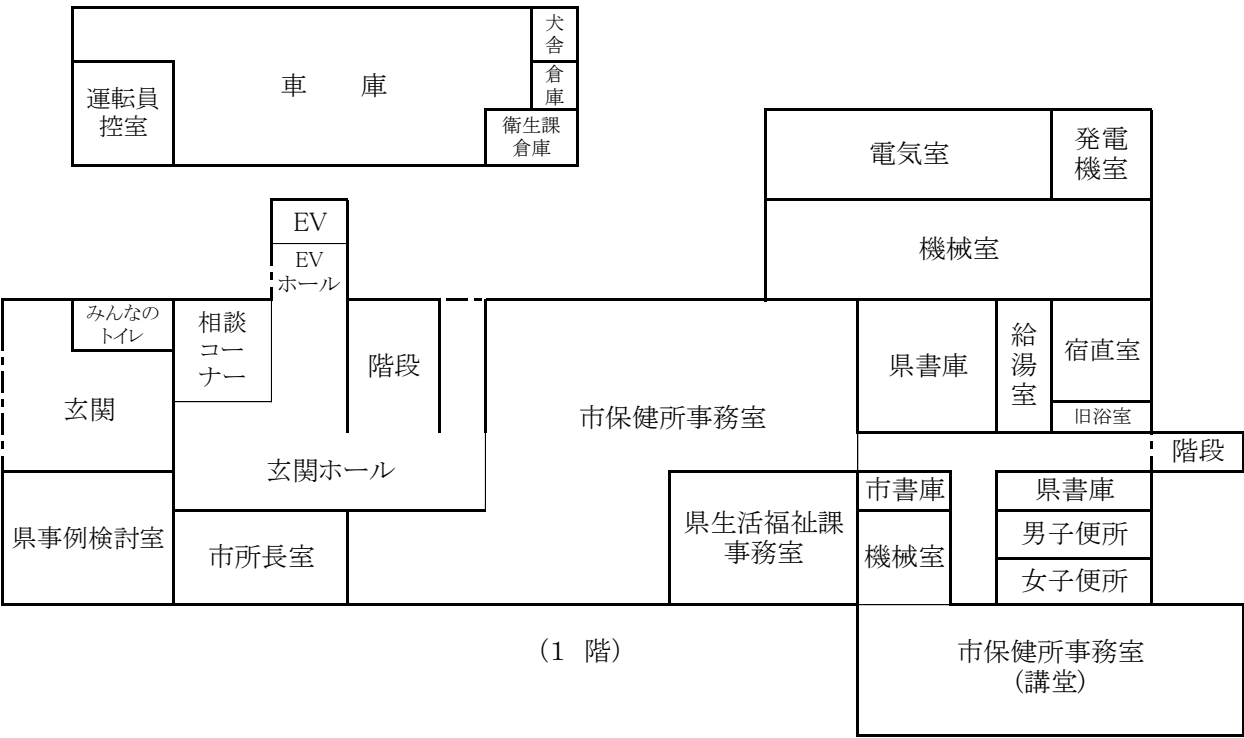 犬
舎
倉
庫
車　庫
運転員
控室
衛生課
倉庫
電気室
発電
機室
機械室
EV
EV
ホール
みんなの
トイレ
相談
コー
ナー
階段
玄関
市保健所事務室
県書庫
給
湯
室
宿直室
旧浴室
階段
玄関ホール
県事例検討室
市所長室
県生活福祉課
事務室
市書庫
機械室
県書庫
男子便所
女子便所
(1 階)
市保健所事務室
(講堂)